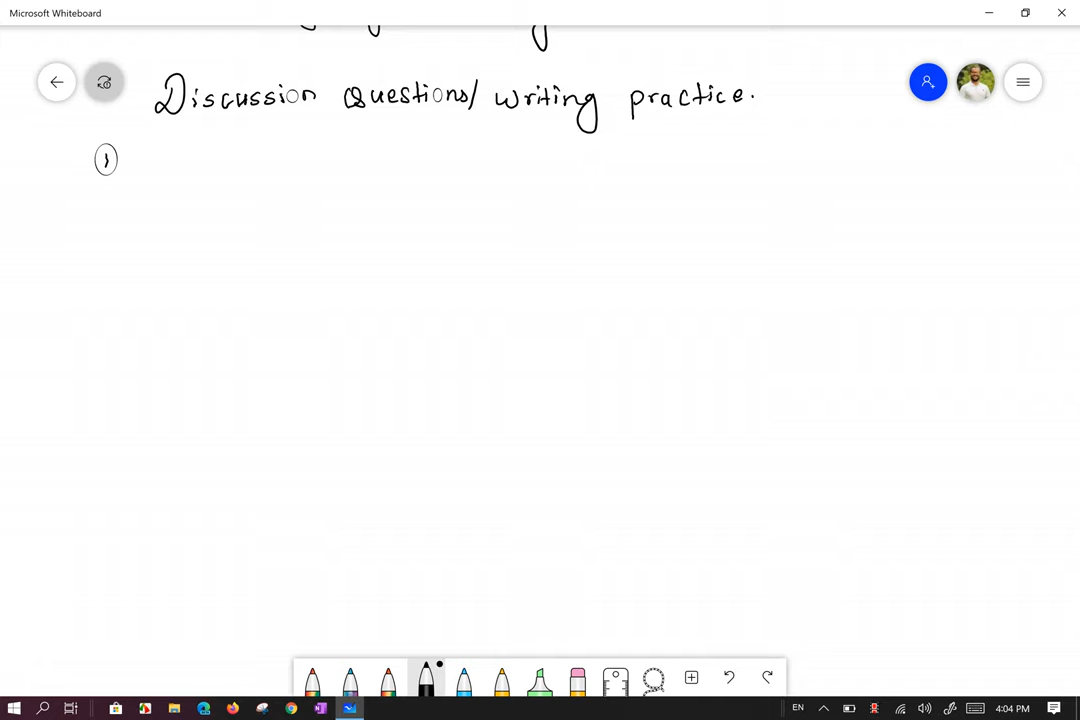 Microsoft Whiteboard
Discussion Questions/ writing practice.
1
EN
4:04 PM